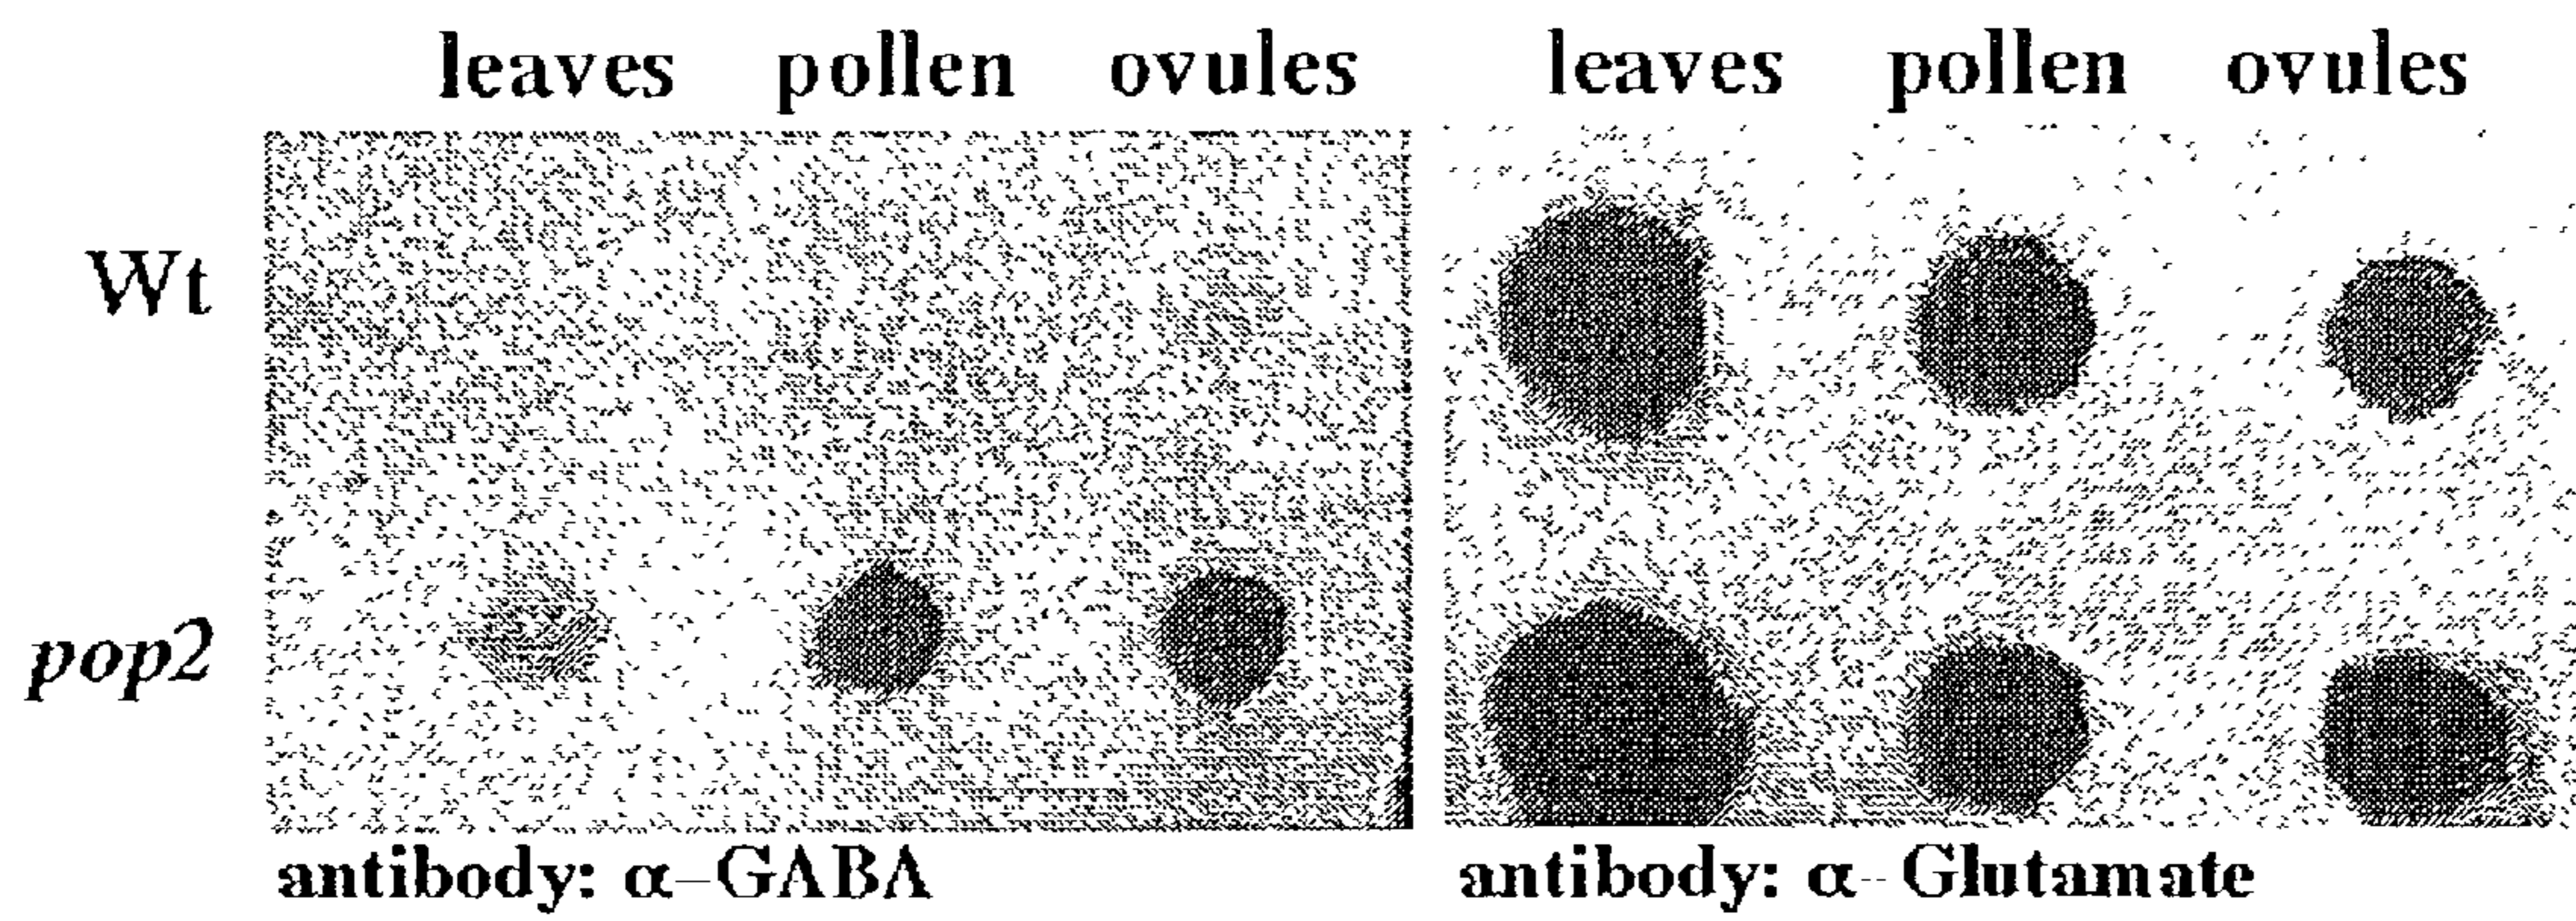 leaves pollen ovules leaves pollen ovules
Wt
pop2
antibody: α-GABA antibody: α-Glutamate